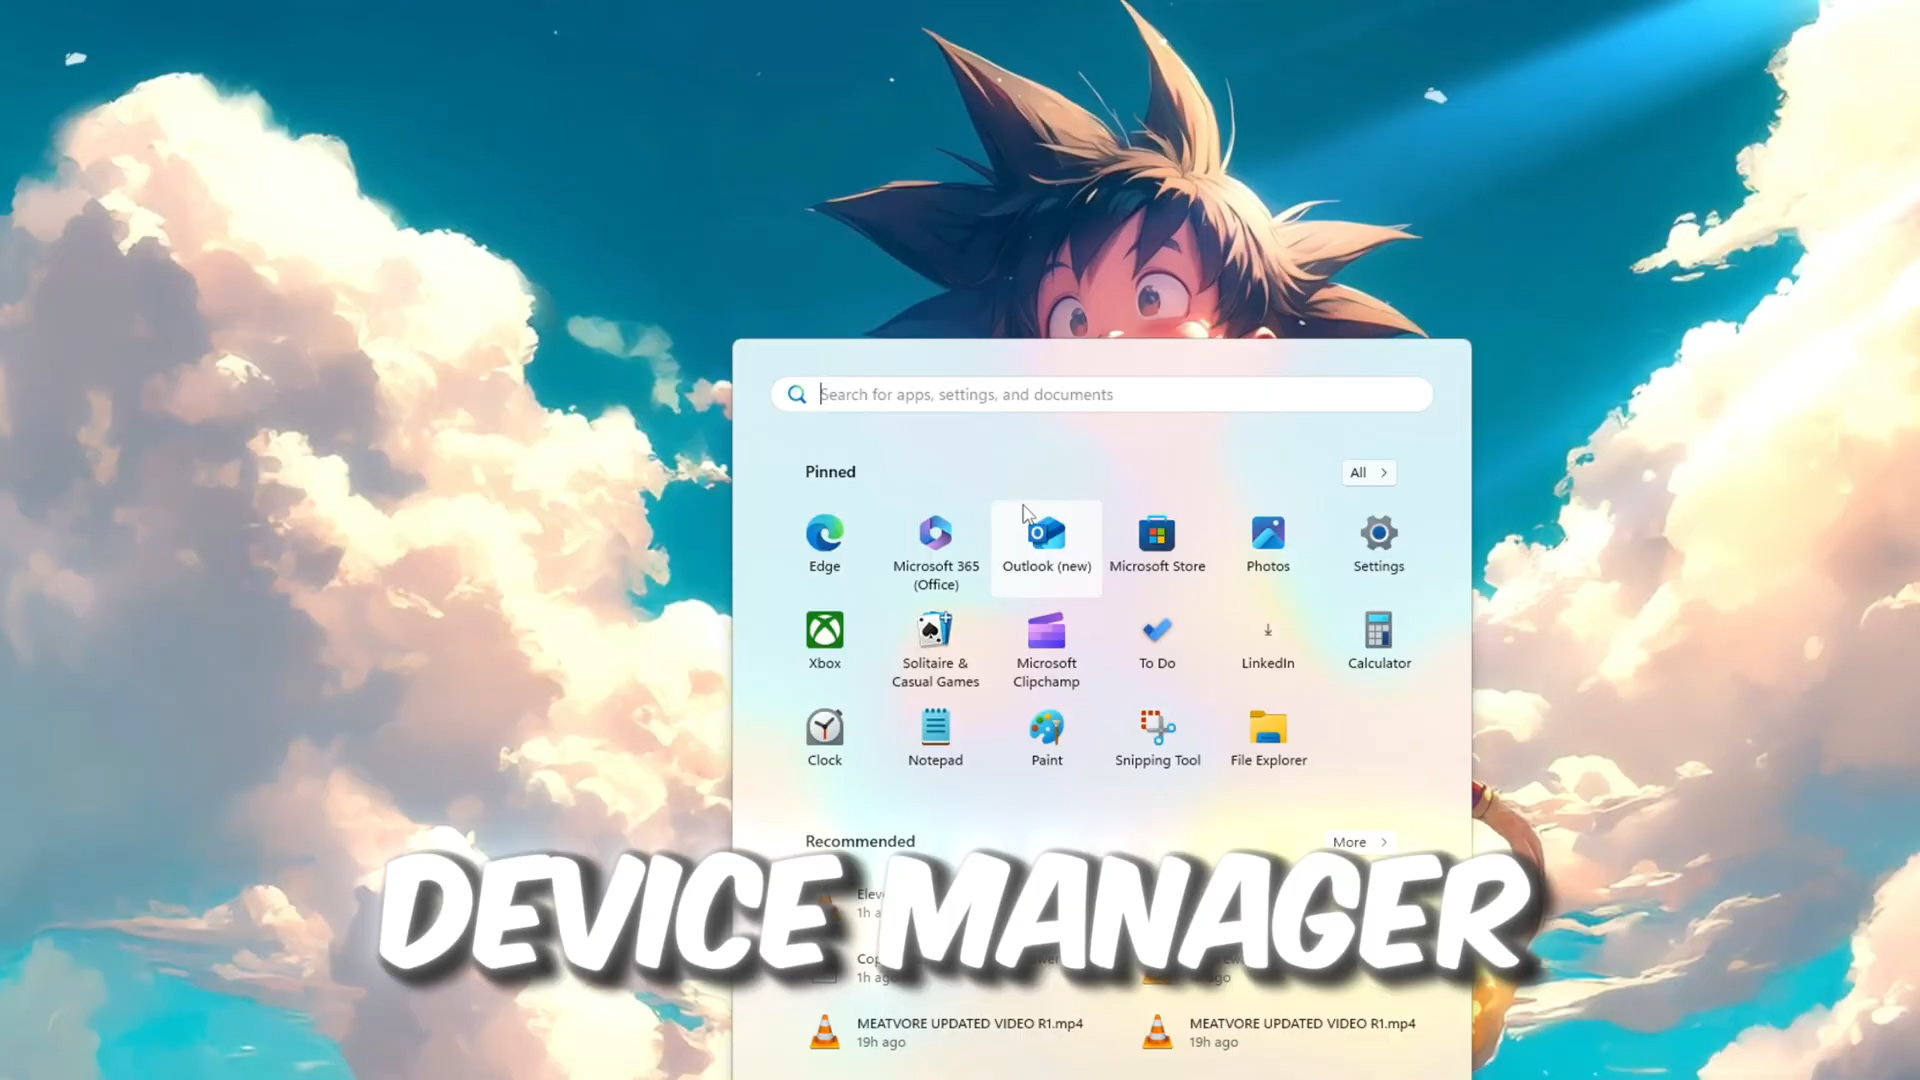 Search for apps, settings, and documents
Pinned
All
Edge
Microsoft 365
(Office)
Outlook (new)
Microsoft Store
Photos
Settings
Xbox
Solitaire &
Casual Games
Microsoft
Clipchamp
To Do
LinkedIn
Calculator
Clock
Notepad
Paint
Snipping Tool
File Explorer
Recommended
More
DEVICE MANAGER
MEATVORE UPDATED VIDEO R1.mp4
19h ago
MEATVORE UPDATED VIDEO R1.mp4
19h ago